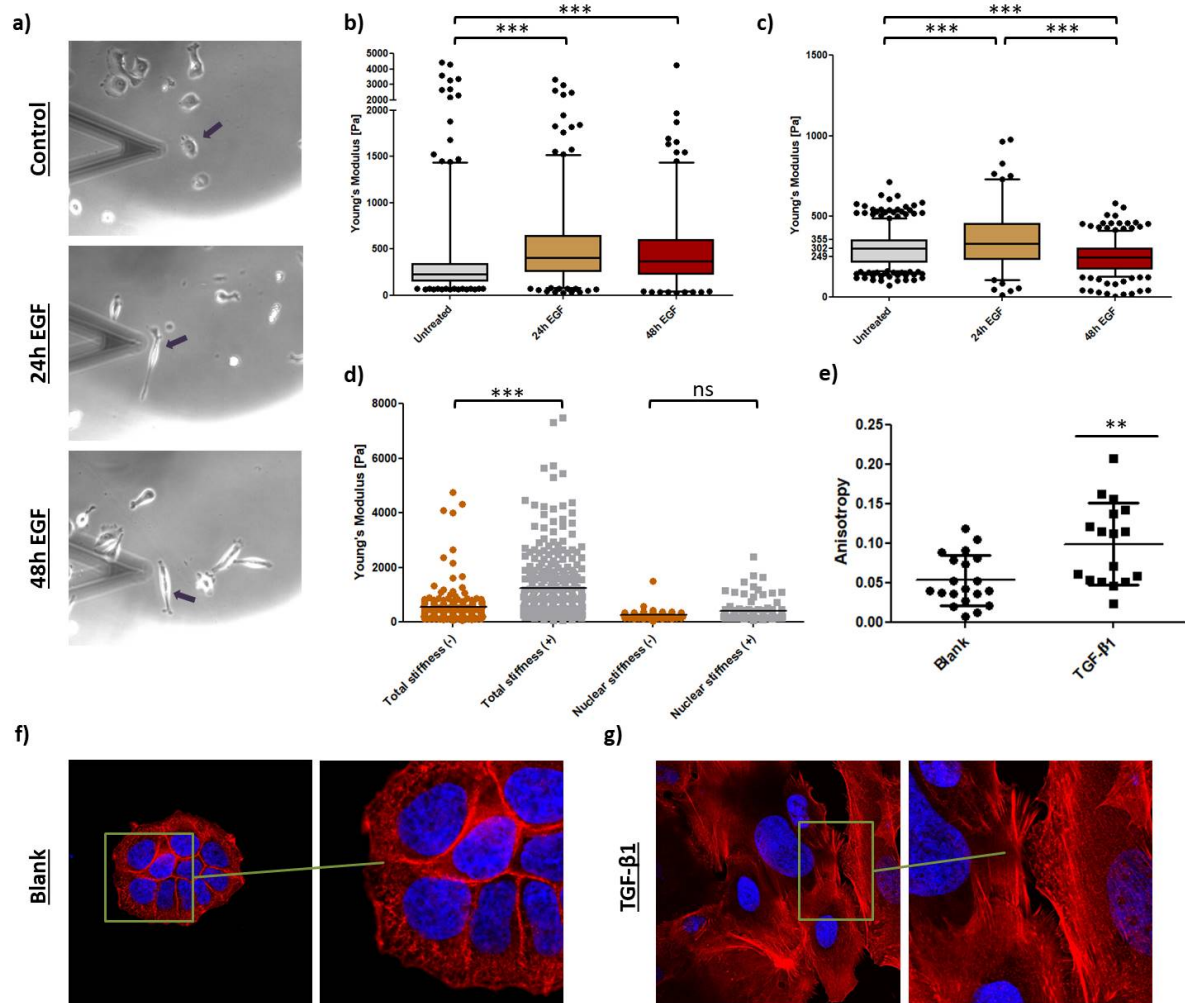 a)
Control
24h EGF
48h EGF
b)
***
***
Young's Modulus [Pa]
5000
4000
3000
2000
2000
1500
1000
500
0
Untreated
24h EGF
48h EGF
c)
***
***
***
Young's Modulus [Pa]
1500
1000
500
355
302
249
0
Untreated
24h EGF
48h EGF
d)
***
ns
Young's Modulus [Pa]
8000
6000
4000
2000
0
Total stiffness (-)
Total stiffness (+)
Nuclear stiffness (-)
Nuclear stiffness (+)
e)
**
Anisotropy
0.25
0.20
0.15
0.10
0.05
0.00
Blank
TGF-β1
f)
Blank
g)
TGF-β1